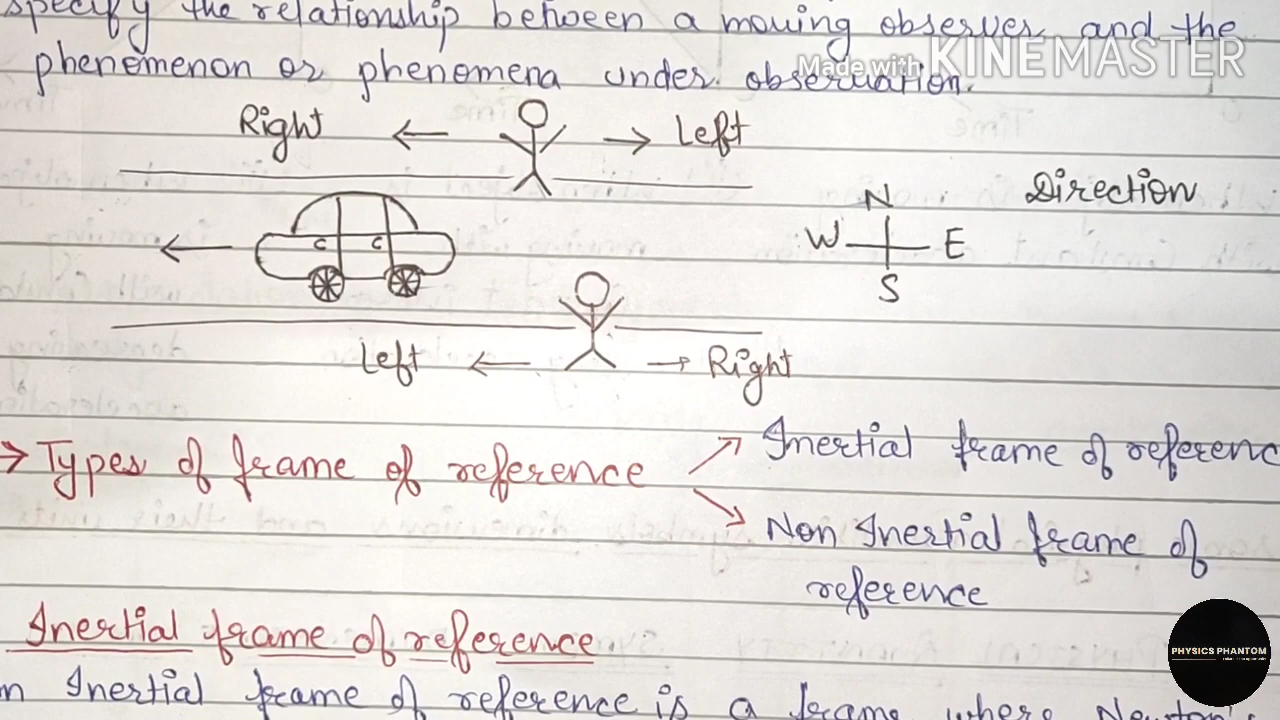 specify the relationship between a moving observer and the
phenomenon or phenomena under observation.
Made with KINEMASTER
Right ← → Left
Direction
N
W E
S
C C
Left ← → Right
→ Types of frame of reference
Inertial frame of referenc
Non Inertial frame of
reference
Inertial frame of reference
n Inertial frame of reference is a frame where Newton's
PHYSICS PHANTOM